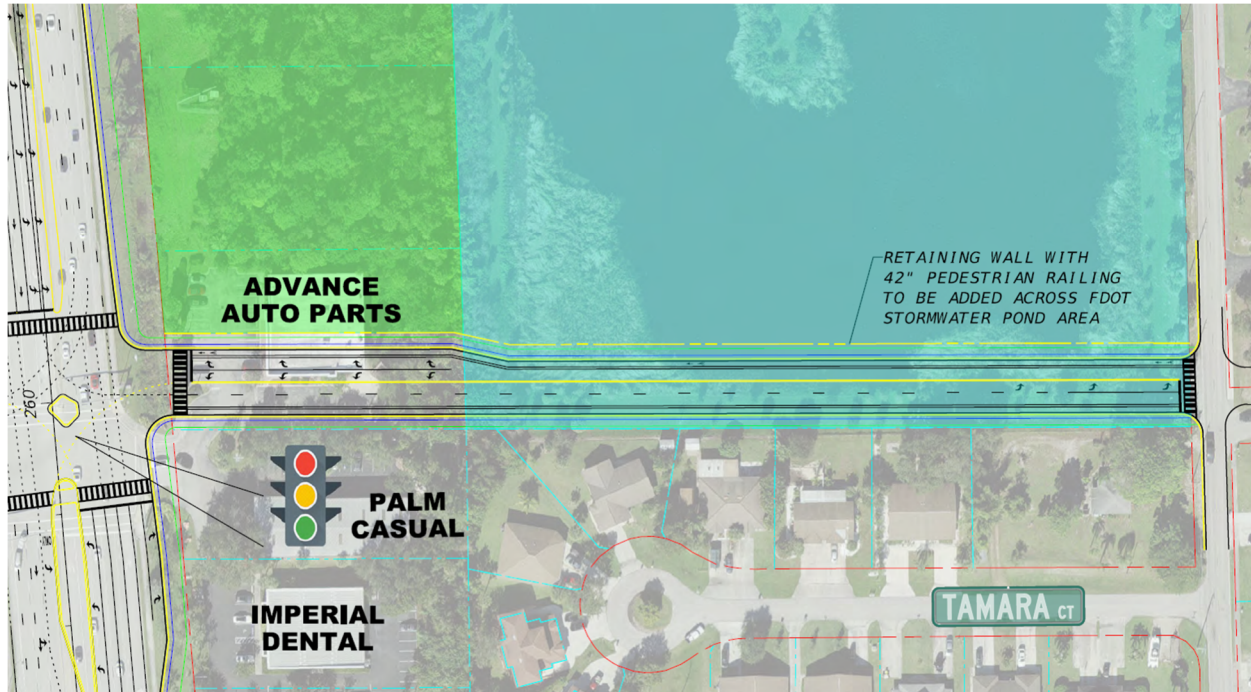 RETAINING WALL WITH
42" PEDESTRIAN RAILING
TO BE ADDED ACROSS FDOT
STORMWATER POND AREA
ADVANCE
AUTO PARTS
260
PALM
CASUAL
IMPERIAL
DENTAL
TAMARA CT